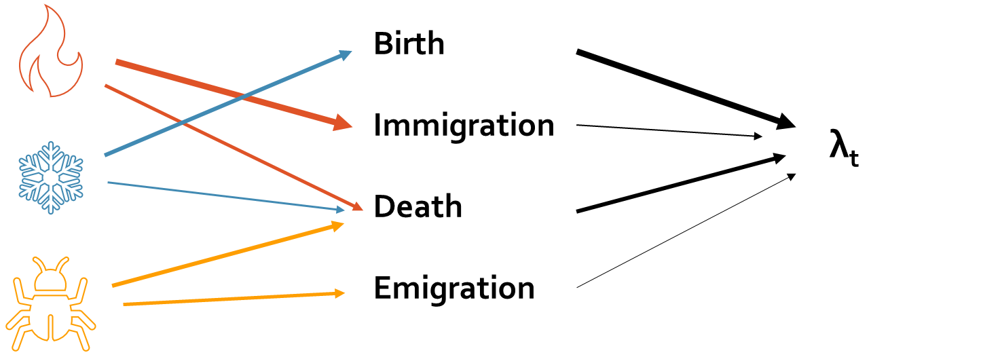 Birth
Immigration
λt
Death
Emigration